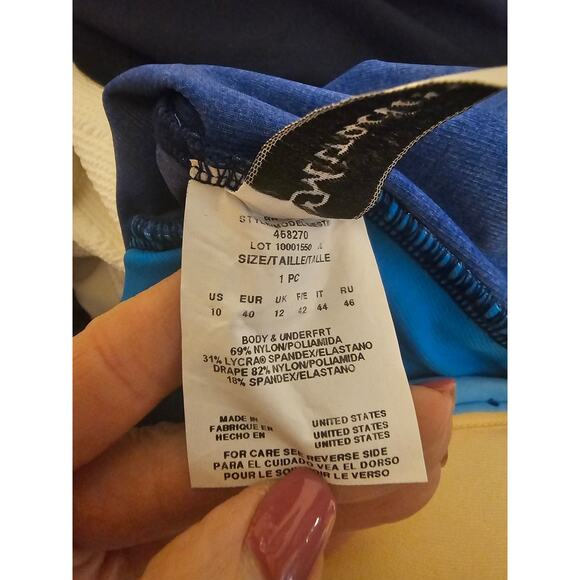 468270
LOT 10001550
SIZE/TAILLE/TALLE
1 PC
US EUR UK F/E IT RU
10 40 12 42 44 46
BODY & UNDERFRT
69% NYLON/POLIAMIDA
31% LYCRA® SPANDEX/ELASTANO
DRAPE 82% NYLON/POLIAMIDA
18% SPANDEX/ELASTANO
MADE IN UNITED STATES
FABRIQUE EN UNITED STATES
HECHO EN UNITED STATES
FOR CARE SEE REVERSE SIDE
PARA EL CUIDADO VEA EL DORSO
POUR LE VOIR LE VERSO